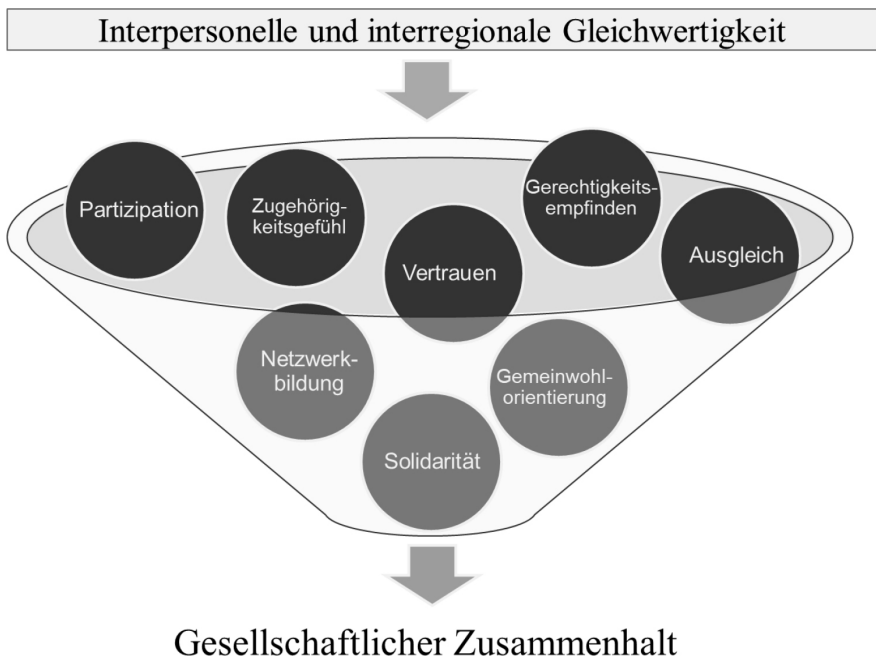 Interpersonelle und interregionale Gleichwertigkeit
Partizipation
Zugehörig-
keitsgefühl
Vertrauen
Gerechtigkeits-
empfinden
Ausgleich
Netzwerk-
bildung
Gemeinwohl-
orientierung
Solidarität
Gesellschaftlicher Zusammenhalt